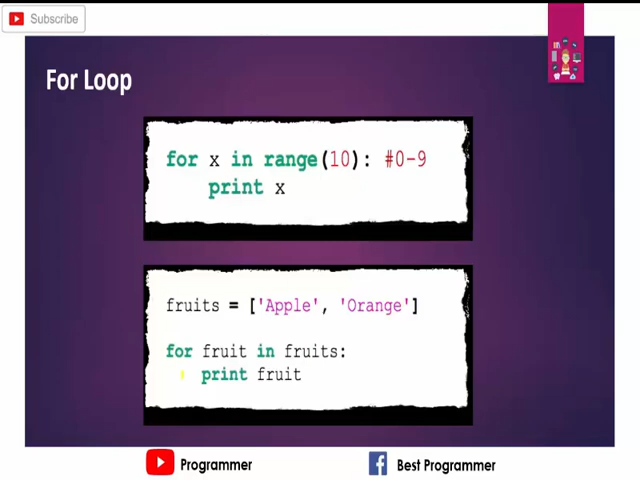 Subscribe
For Loop
for x in range(10): #0-9
    print x
fruits = ['Apple', 'Orange']
for fruit in fruits:
    print fruit
Programmer
Best Programmer